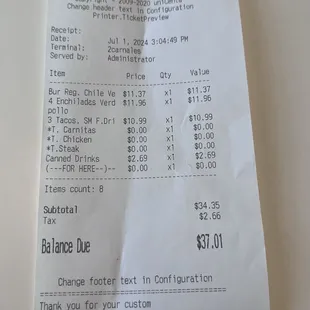 - 2009-2020 uniCenta
Change header text in Configuration
Printer.TicketPreview
Receipt:
Date: Jul 1, 2024 3:04:49 PM
Terminal: 2carnales
Served by: Administrator
Item Price Qty Value
Bur Reg. Chile Ve $11.37 x1 $11.37
4 Enchiladas Verd $11.96 x1 $11.96
pollo
3 Tacos, SM F.Dri $10.99 x1 $10.99
*T. Carnitas $0.00 x1 $0.00
*T. Chicken $0.00 x1 $0.00
*T.Steak $0.00 x1 $0.00
Canned Drinks $2.69 x1 $2.69
(---FOR HERE--)-- $0.00 x1 $0.00
Items count: 8
Subtotal $34.35
Tax $2.66
Balance Due $37.01
Change footer text in Configuration
Thank you for your custom